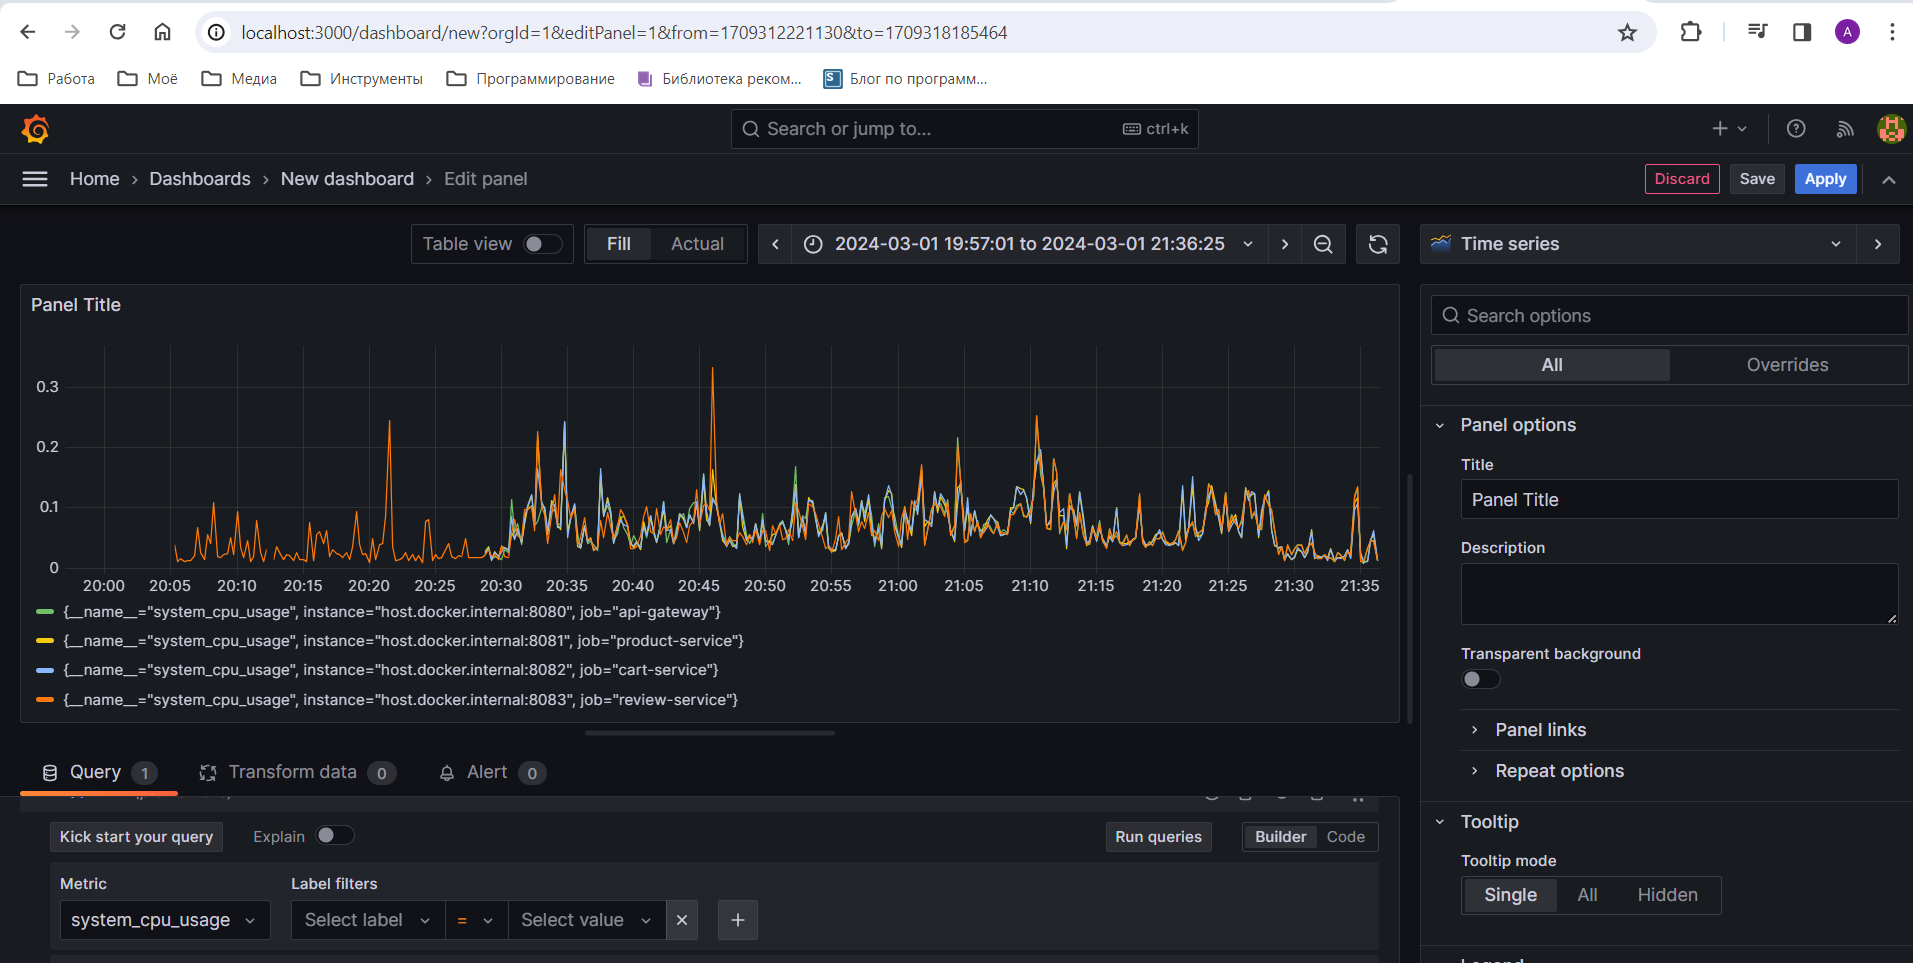 localhost:3000/dashboard/new?orgId=1&editPanel=1&from=1709312221130&to=1709318185464
A
Работа Моё Медиа Инструменты Программирование Библиотека реком... S Блог по программ...
Search or jump to... ctrl+k
Home › Dashboards › New dashboard › Edit panel Discard Save Apply
Table view Fill Actual 2024-03-01 19:57:01 to 2024-03-01 21:36:25 Time series
Panel Title
0.3
0.2
0.1
0
20:00 20:05 20:10 20:15 20:20 20:25 20:30 20:35 20:40 20:45 20:50 20:55 21:00 21:05 21:10 21:15 21:20 21:25 21:30 21:35
{__name__="system_cpu_usage", instance="host.docker.internal:8080", job="api-gateway"}
{__name__="system_cpu_usage", instance="host.docker.internal:8081", job="product-service"}
{__name__="system_cpu_usage", instance="host.docker.internal:8082", job="cart-service"}
{__name__="system_cpu_usage", instance="host.docker.internal:8083", job="review-service"}
Query 1 Transform data 0 Alert 0
Kick start your query Explain Run queries Builder Code
Metric Label filters
system_cpu_usage Select label = Select value
Search options
All Overrides
Panel options
Title
Panel Title
Description
Transparent background
Panel links
Repeat options
Tooltip
Tooltip mode
Single All Hidden